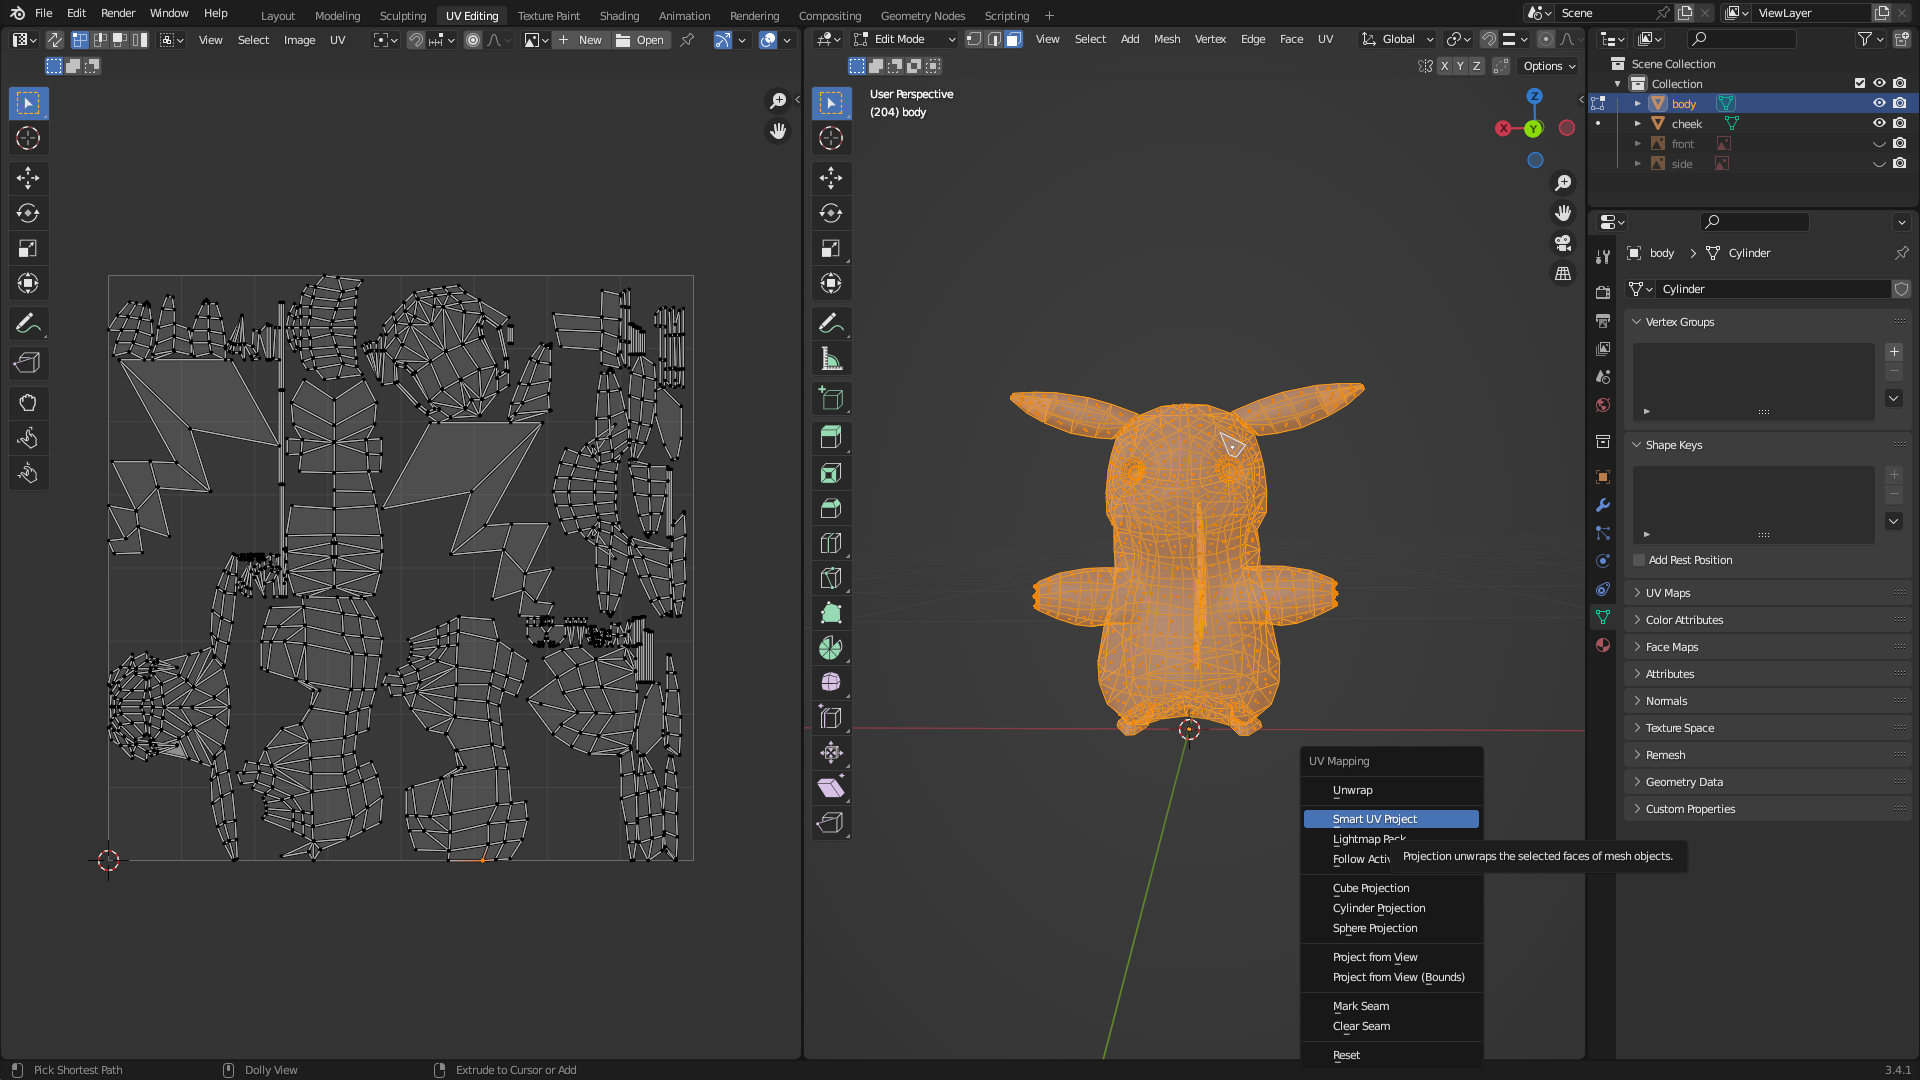 File Edit Render Window Help Layout Modeling Sculpting UV Editing Texture Paint Shading Animation Rendering Compositing Geometry Nodes Scripting + Scene ViewLayer
View Select Image UV New Open Edit Mode View Select Add Mesh Vertex Edge Face UV Global
X Y Z Options
User Perspective
(204) body
Z
X
Y
Scene Collection
Collection
body
cheek
front
side
body > Cylinder
Cylinder
Vertex Groups
Shape Keys
Add Rest Position
UV Maps
Color Attributes
Face Maps
Attributes
Normals
Texture Space
Remesh
Geometry Data
Custom Properties
UV Mapping
Unwrap
Smart UV Project
Lightmap Pack
Follow Activ
Projection unwraps the selected faces of mesh objects.
Cube Projection
Cylinder Projection
Sphere Projection
Project from View
Project from View (Bounds)
Mark Seam
Clear Seam
Reset
Pick Shortest Path Dolly View Extrude to Cursor or Add 3.4.1